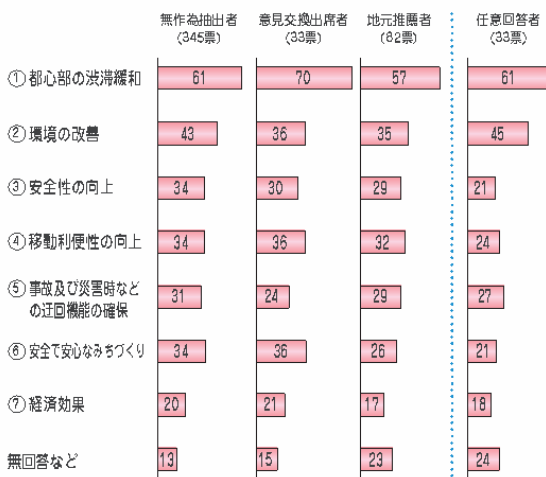 無作為抽出者 意見交換出席者 地元推薦者 任意回答者
(345票) (33票) (82票) (33票)
①都心部の渋滞緩和 61 70 57 61
②環境の改善 43 36 35 45
③安全性の向上 34 30 29 21
④移動利便性の向上 34 36 32 24
⑤事故及び災害時など
の迂回機能の確保 31 24 29 27
⑥安全で安心なみちづくり 34 36 26 21
⑦経済効果 20 21 17 18
無回答など 13 15 23 24